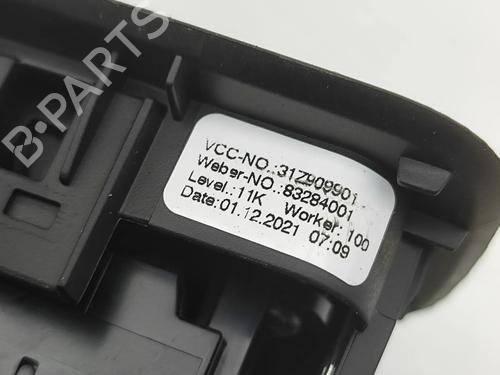 B-PARTS
VCC-NO.:31Z909901
Weber-NO.:83284001
Level.:11K Worker.:100
Date:01.12.2021 07:09